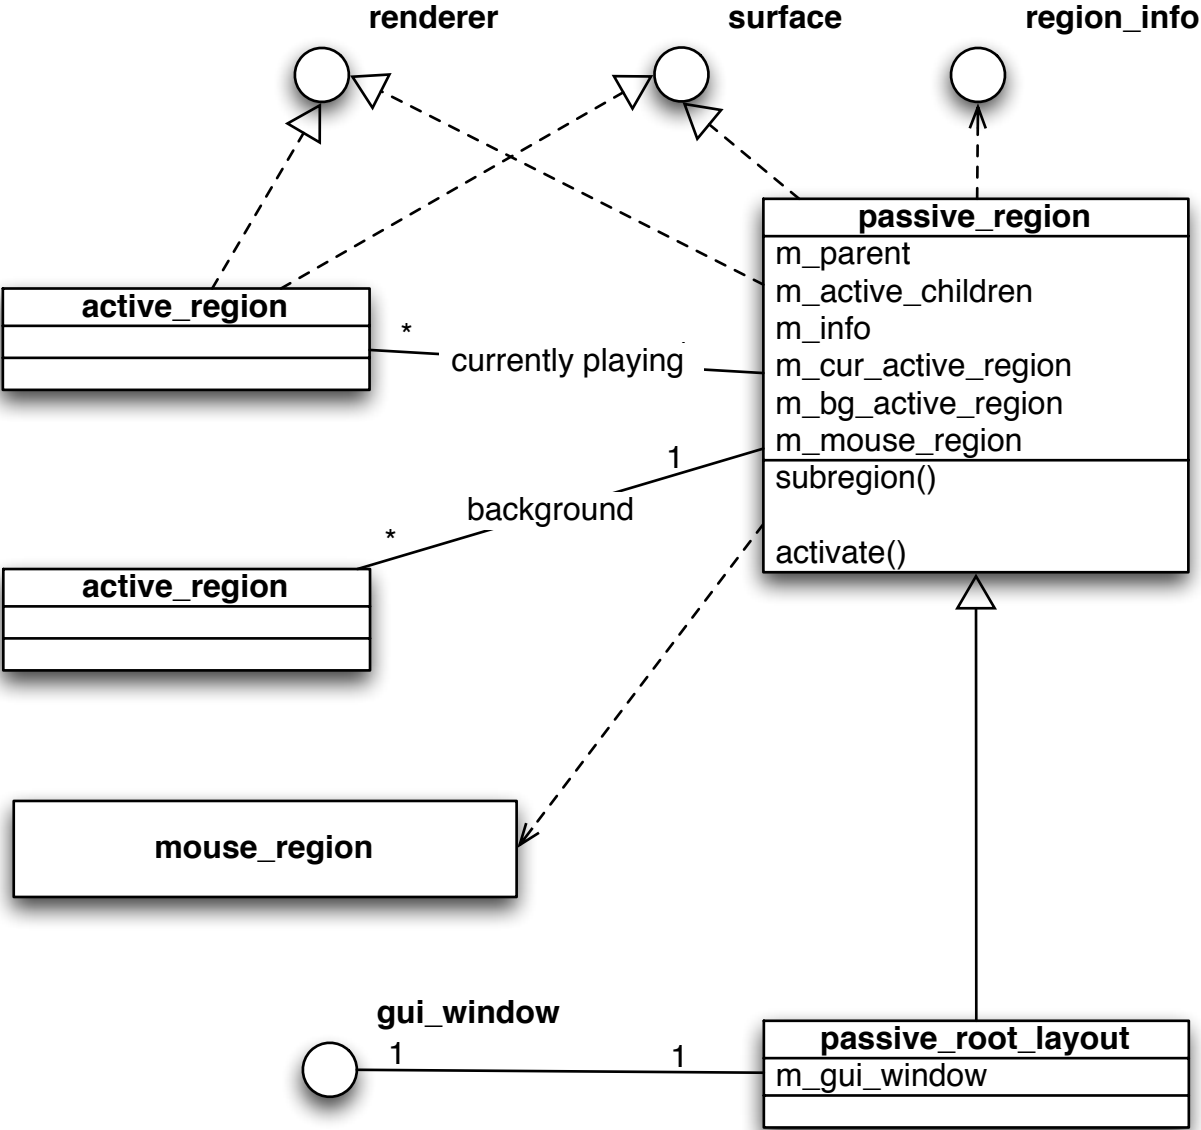 renderer
surface
region_info
passive_region
m_parent
m_active_children
m_info
m_cur_active_region
m_bg_active_region
m_mouse_region
subregion()
activate()
active_region
*
currently playing
1
background
*
active_region
mouse_region
gui_window
1
1
passive_root_layout
m_gui_window